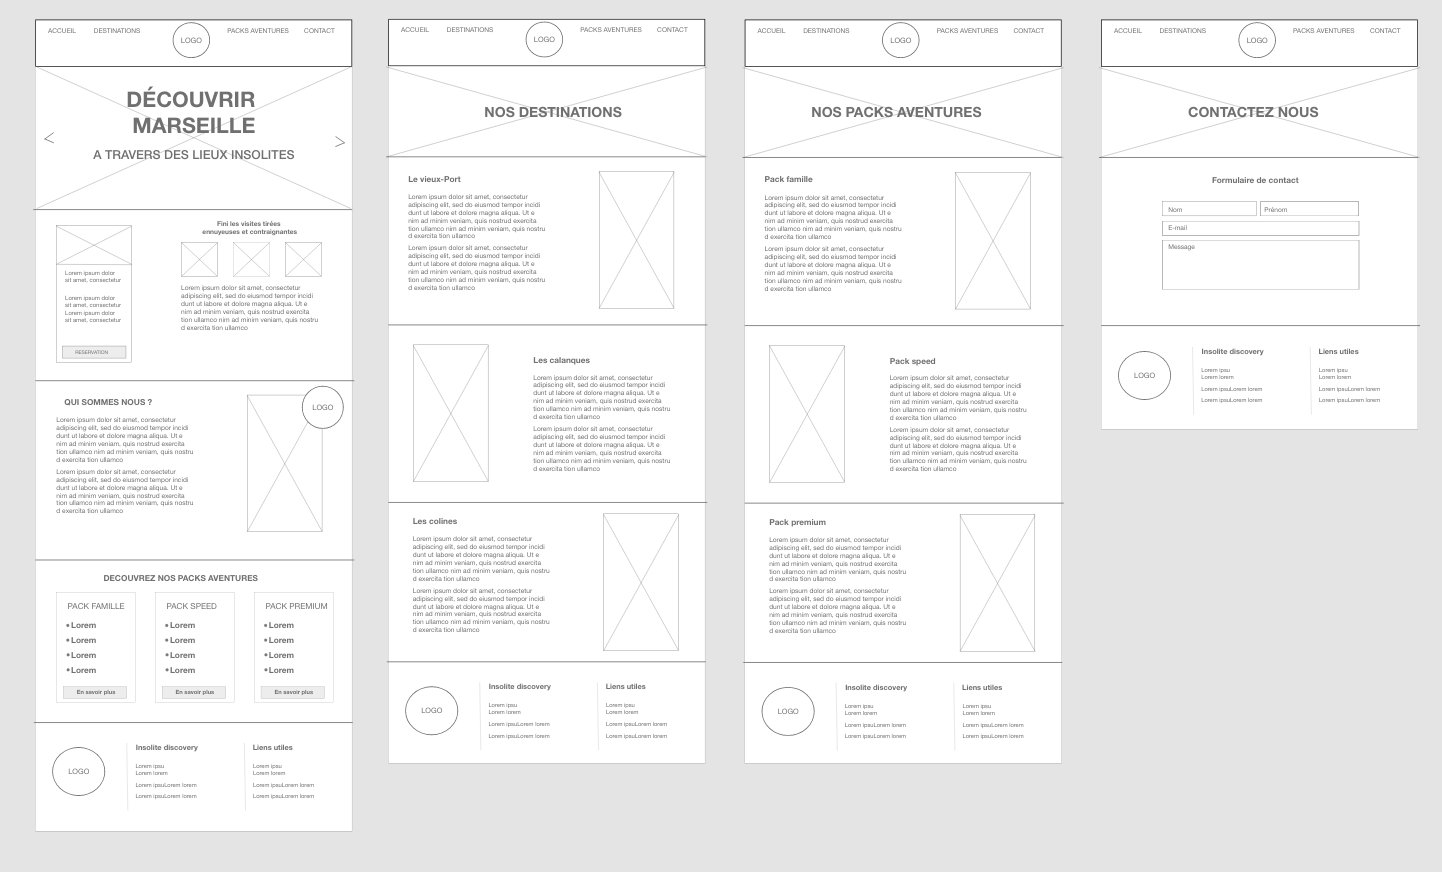 ACCUEIL DESTINATIONS LOGO PACKS AVENTURES CONTACT
DÉCOUVRIR
MARSEILLE
A TRAVERS DES LIEUX INSOLITES
< >
Lorem ipsum dolor
sit amet, consectetur
Lorem ipsum dolor
sit amet, consectetur
Lorem ipsum dolor
sit amet, consectetur
RESERVATION
Fini les visites tirées
ennuyeuses et contraignantes
Lorem ipsum dolor sit amet, consectetur
adipiscing elit, sed do eiusmod tempor incidi
dunt ut labore et dolore magna aliqua. Ut e
nim ad minim veniam, quis nostrud exercita
tion ullamco nim ad minim veniam, quis nostru
d exercita tion ullamco
QUI SOMMES NOUS ?
LOGO
Lorem ipsum dolor sit amet, consectetur
adipiscing elit, sed do eiusmod tempor incidi
dunt ut labore et dolore magna aliqua. Ut e
nim ad minim veniam, quis nostrud exercita
tion ullamco nim ad minim veniam, quis nostru
d exercita tion ullamco
Lorem ipsum dolor sit amet, consectetur
adipiscing elit, sed do eiusmod tempor incidi
dunt ut labore et dolore magna aliqua. Ut e
nim ad minim veniam, quis nostrud exercita
tion ullamco nim ad minim veniam, quis nostru
d exercita tion ullamco
DECOUVREZ NOS PACKS AVENTURES
PACK FAMILLE
•Lorem
•Lorem
•Lorem
•Lorem
En savoir plus
PACK SPEED
•Lorem
•Lorem
•Lorem
•Lorem
En savoir plus
PACK PREMIUM
•Lorem
•Lorem
•Lorem
•Lorem
En savoir plus
LOGO
Insolite discovery
Lorem ipsu
Lorem lorem
Lorem ipsuLorem lorem
Lorem ipsuLorem lorem
Liens utiles
Lorem ipsu
Lorem lorem
Lorem ipsuLorem lorem
Lorem ipsuLorem lorem
ACCUEIL DESTINATIONS LOGO PACKS AVENTURES CONTACT
NOS DESTINATIONS
Le vieux-Port
Lorem ipsum dolor sit amet, consectetur
adipiscing elit, sed do eiusmod tempor incidi
dunt ut labore et dolore magna aliqua. Ut e
nim ad minim veniam, quis nostrud exercita
tion ullamco nim ad minim veniam, quis nostru
d exercita tion ullamco
Lorem ipsum dolor sit amet, consectetur
adipiscing elit, sed do eiusmod tempor incidi
dunt ut labore et dolore magna aliqua. Ut e
nim ad minim veniam, quis nostrud exercita
tion ullamco nim ad minim veniam, quis nostru
d exercita tion ullamco
Les calanques
Lorem ipsum dolor sit amet, consectetur
adipiscing elit, sed do eiusmod tempor incidi
dunt ut labore et dolore magna aliqua. Ut e
nim ad minim veniam, quis nostrud exercita
tion ullamco nim ad minim veniam, quis nostru
d exercita tion ullamco
Lorem ipsum dolor sit amet, consectetur
adipiscing elit, sed do eiusmod tempor incidi
dunt ut labore et dolore magna aliqua. Ut e
nim ad minim veniam, quis nostrud exercita
tion ullamco nim ad minim veniam, quis nostru
d exercita tion ullamco
Les colines
Lorem ipsum dolor sit amet, consectetur
adipiscing elit, sed do eiusmod tempor incidi
dunt ut labore et dolore magna aliqua. Ut e
nim ad minim veniam, quis nostrud exercita
tion ullamco nim ad minim veniam, quis nostru
d exercita tion ullamco
Lorem ipsum dolor sit amet, consectetur
adipiscing elit, sed do eiusmod tempor incidi
dunt ut labore et dolore magna aliqua. Ut e
nim ad minim veniam, quis nostrud exercita
tion ullamco nim ad minim veniam, quis nostru
d exercita tion ullamco
LOGO
Insolite discovery
Lorem ipsu
Lorem lorem
Lorem ipsuLorem lorem
Lorem ipsuLorem lorem
Liens utiles
Lorem ipsu
Lorem lorem
Lorem ipsuLorem lorem
Lorem ipsuLorem lorem
ACCUEIL DESTINATIONS LOGO PACKS AVENTURES CONTACT
NOS PACKS AVENTURES
Pack famille
Lorem ipsum dolor sit amet, consectetur
adipiscing elit, sed do eiusmod tempor incidi
dunt ut labore et dolore magna aliqua. Ut e
nim ad minim veniam, quis nostrud exercita
tion ullamco nim ad minim veniam, quis nostru
d exercita tion ullamco
Lorem ipsum dolor sit amet, consectetur
adipiscing elit, sed do eiusmod tempor incidi
dunt ut labore et dolore magna aliqua. Ut e
nim ad minim veniam, quis nostrud exercita
tion ullamco nim ad minim veniam, quis nostru
d exercita tion ullamco
Pack speed
Lorem ipsum dolor sit amet, consectetur
adipiscing elit, sed do eiusmod tempor incidi
dunt ut labore et dolore magna aliqua. Ut e
nim ad minim veniam, quis nostrud exercita
tion ullamco nim ad minim veniam, quis nostru
d exercita tion ullamco
Lorem ipsum dolor sit amet, consectetur
adipiscing elit, sed do eiusmod tempor incidi
dunt ut labore et dolore magna aliqua. Ut e
nim ad minim veniam, quis nostrud exercita
tion ullamco nim ad minim veniam, quis nostru
d exercita tion ullamco
Pack premium
Lorem ipsum dolor sit amet, consectetur
adipiscing elit, sed do eiusmod tempor incidi
dunt ut labore et dolore magna aliqua. Ut e
nim ad minim veniam, quis nostrud exercita
tion ullamco nim ad minim veniam, quis nostru
d exercita tion ullamco
Lorem ipsum dolor sit amet, consectetur
adipiscing elit, sed do eiusmod tempor incidi
dunt ut labore et dolore magna aliqua. Ut e
nim ad minim veniam, quis nostrud exercita
tion ullamco nim ad minim veniam, quis nostru
d exercita tion ullamco
LOGO
Insolite discovery
Lorem ipsu
Lorem lorem
Lorem ipsuLorem lorem
Lorem ipsuLorem lorem
Liens utiles
Lorem ipsu
Lorem lorem
Lorem ipsuLorem lorem
Lorem ipsuLorem lorem
ACCUEIL DESTINATIONS LOGO PACKS AVENTURES CONTACT
CONTACTEZ NOUS
Formulaire de contact
Nom Prénom
E-mail
Message
LOGO
Insolite discovery
Lorem ipsu
Lorem lorem
Lorem ipsuLorem lorem
Lorem ipsuLorem lorem
Liens utiles
Lorem ipsu
Lorem lorem
Lorem ipsuLorem lorem
Lorem ipsuLorem lorem